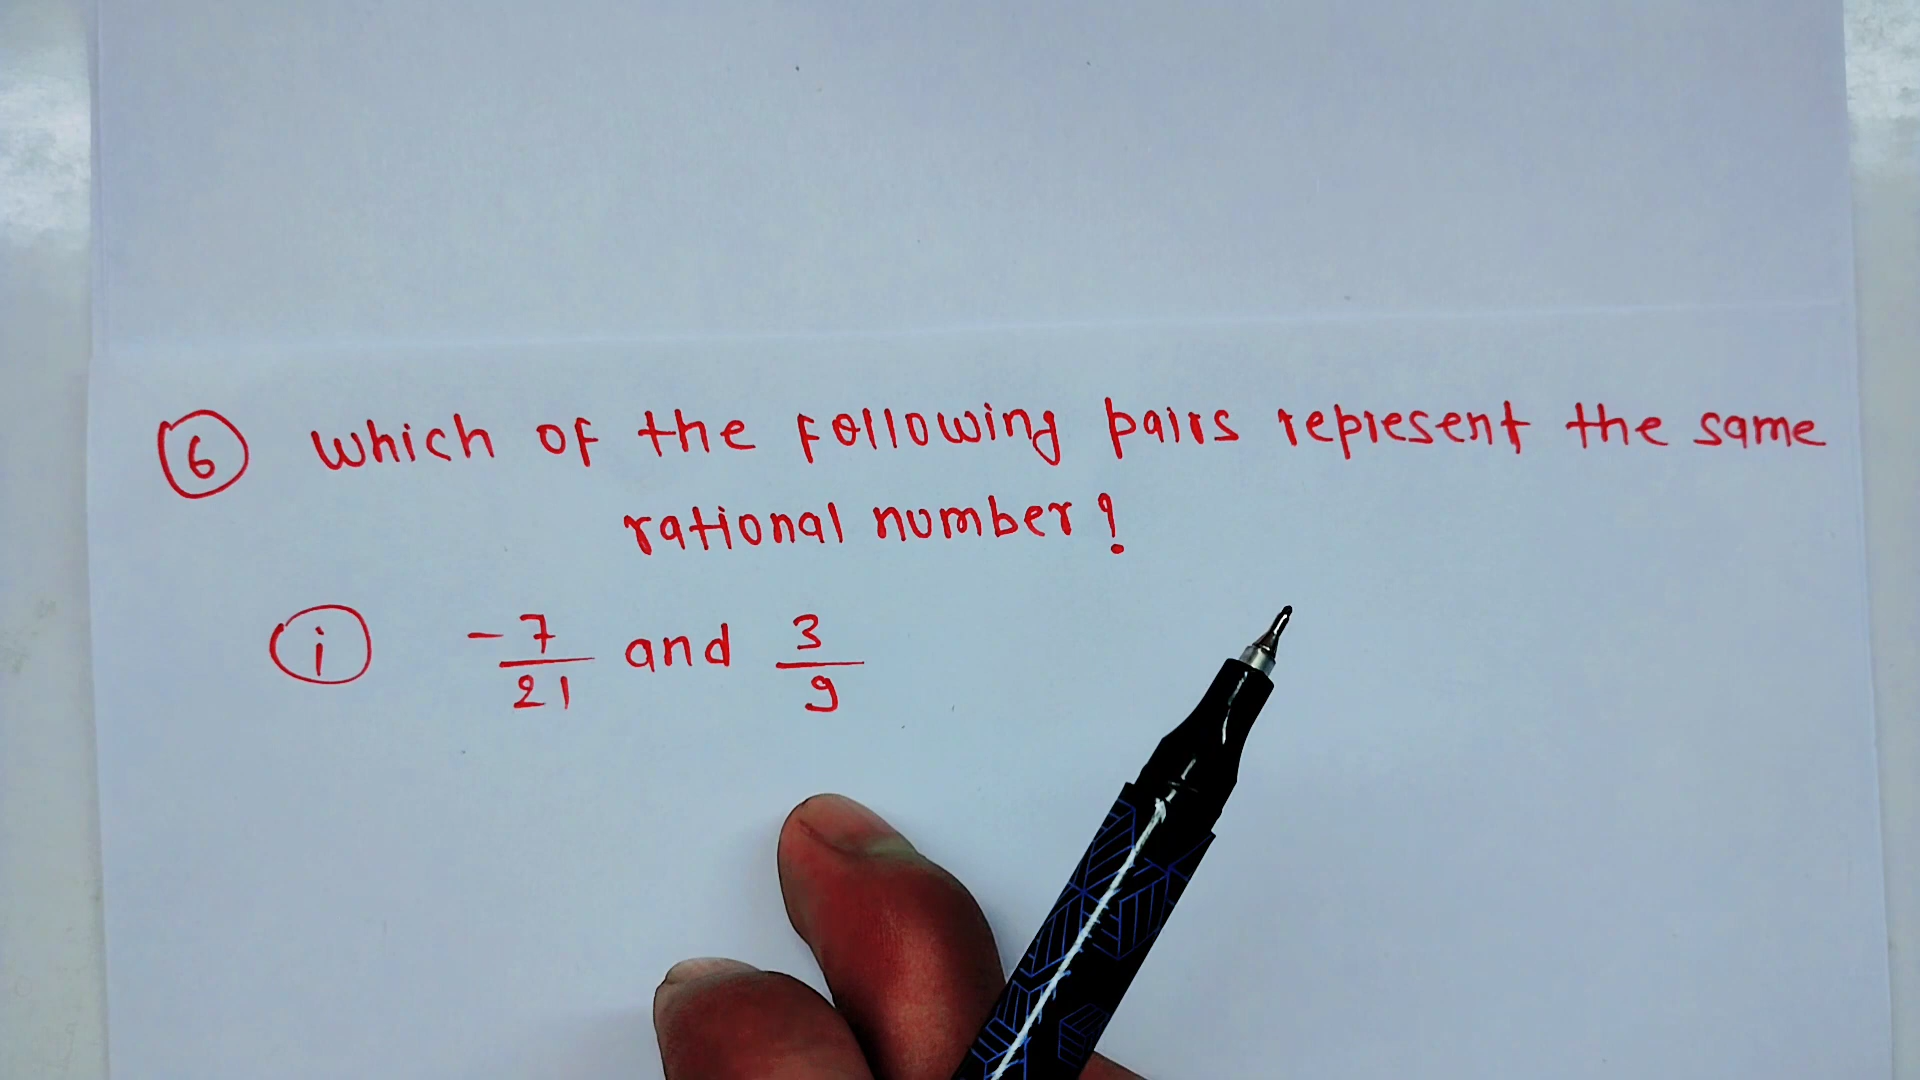 6 Which of the following pairs represent the same
rational number!
i -7/21 and 3/9